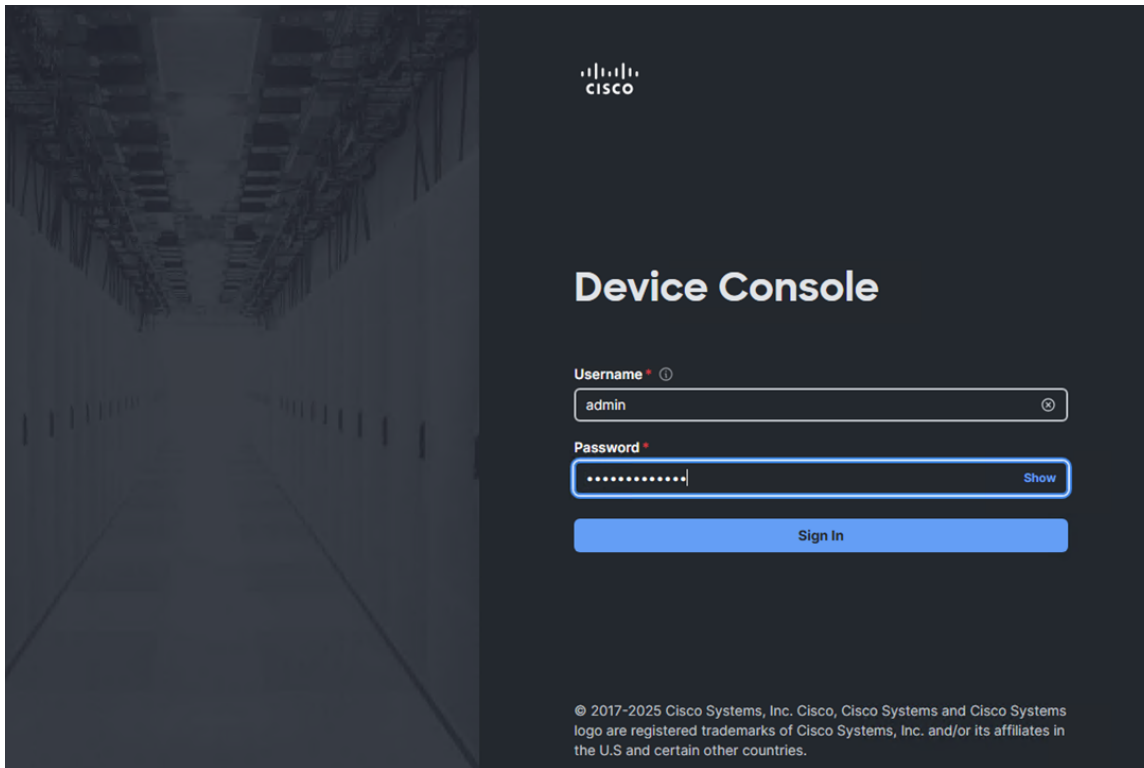 CISCO
Device Console
Username *
admin
Password *
•••••••••••••
Show
Sign In
© 2017-2025 Cisco Systems, Inc. Cisco, Cisco Systems and Cisco Systems
logo are registered trademarks of Cisco Systems, Inc. and/or its affiliates in
the U.S and certain other countries.